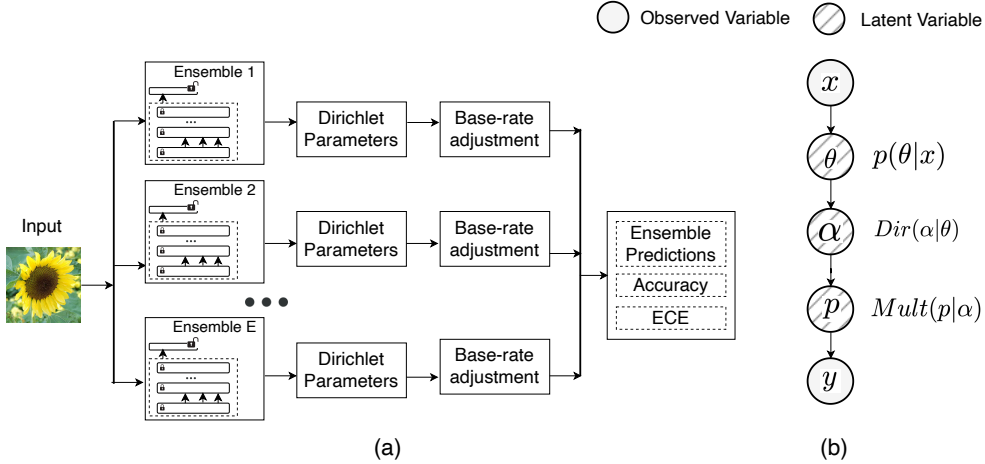 Observed Variable
Latent Variable
Input
Ensemble 1
...
Dirichlet
Parameters
Base-rate
adjustment
Ensemble 2
...
Dirichlet
Parameters
Base-rate
adjustment
Ensemble E
...
Dirichlet
Parameters
Base-rate
adjustment
Ensemble
Predictions
Accuracy
ECE
(a)
x
θ
p(θ|x)
α
Dir(α|θ)
p
Mult(p|α)
y
(b)